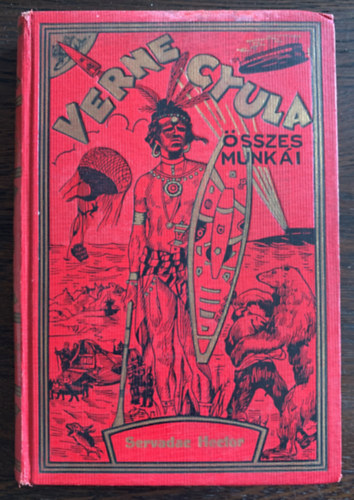 VERNE GYULA
ÖSSZES
MUNKÁI
Servadac Hector